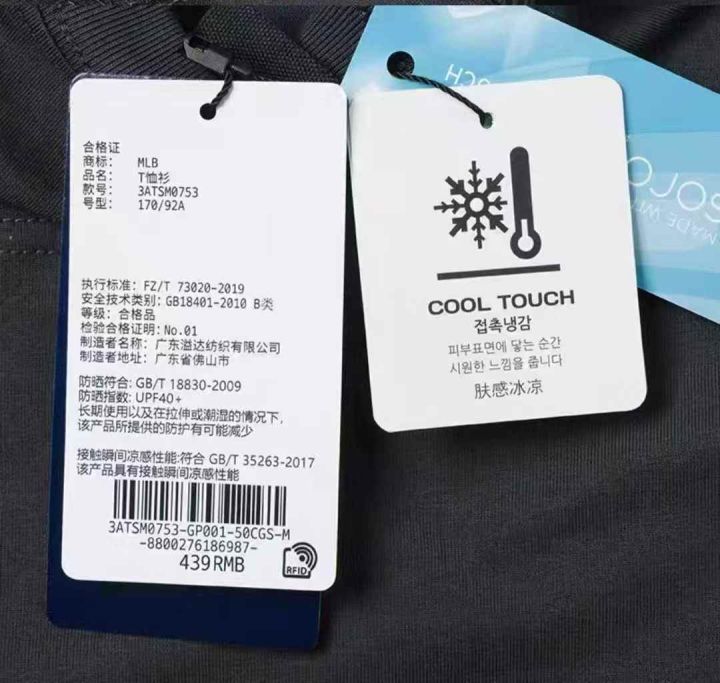 合格证
商标： MLB
品名： T恤衫
款号： 3ATSM0753
号型： 170/92A
执行标准：FZ/T 73020-2019
安全技术类别：GB18401-2010 B类
等级：合格品
检验合格证明：No.01
制造者名称：广东溢达纺织有限公司
制造者地址：广东省佛山市
防晒符合：GB/T 18830-2009
防晒指数：UPF40+
长期使用以及在拉伸或潮湿的情况下，
该产品所提供的防护有可能减少
接触瞬间凉感性能:符合 GB/T 35263-2017
该产品具有接触瞬间凉感性能
3ATSM0753-GP001-50CGS-M
-8800276186987-
439RMB
RFID
COOL TOUCH
접촉냉감
피부표면에 닿는 순간
시원한 느낌을 줍니다
肤感冰凉
MADE WITH